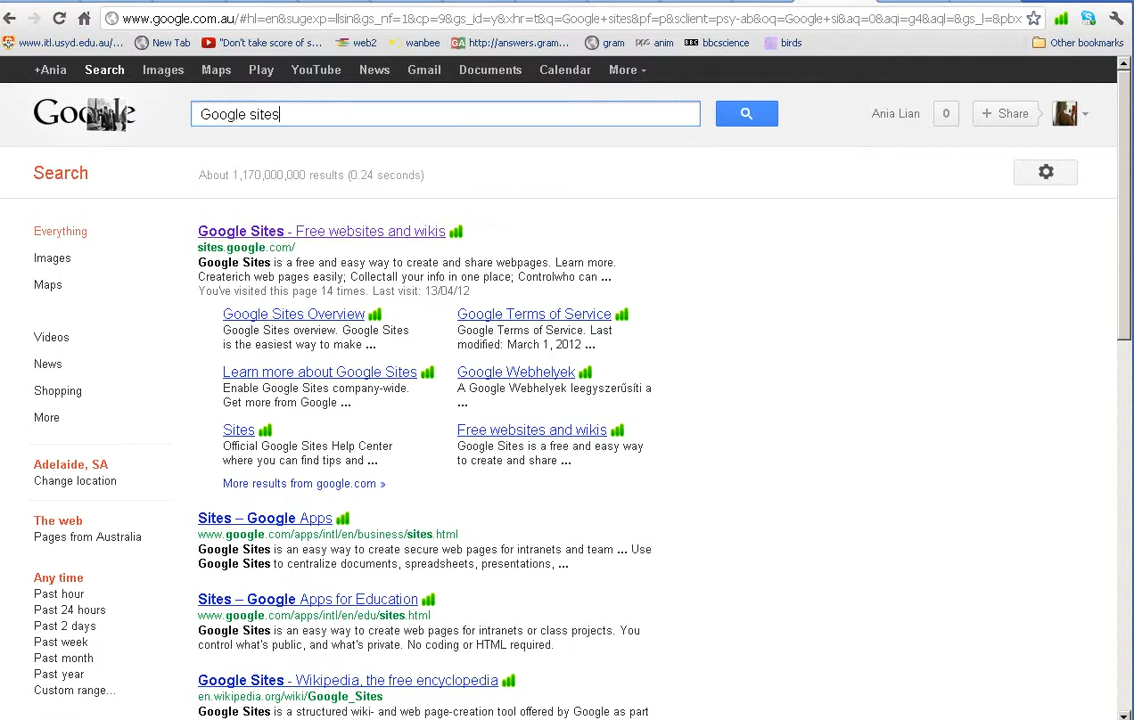 www.google.com.au/#hl=en&sugexp=llsin&gs_nf=1&cp=9&gs_id=y&xhr=t&q=Google+sites&pf=p&sclient=psy-ab&oq=Google+si&aq=0&aqi=g4&aql=&gs_l=&pbx
www.itl.usyd.edu.au/... New Tab "Don't take score of s... web2 wanbee http://answers.gram... gram anim bbcscience birds Other bookmarks
+Ania Search Images Maps Play YouTube News Gmail Documents Calendar More
Google Google sites Ania Lian 0 + Share
Search About 1,170,000,000 results (0.24 seconds)
Everything
Images
Maps
Videos
News
Shopping
More
Adelaide, SA
Change location
The web
Pages from Australia
Any time
Past hour
Past 24 hours
Past 2 days
Past week
Past month
Past year
Custom range...
Google Sites - Free websites and wikis
sites.google.com/
Google Sites is a free and easy way to create and share webpages. Learn more.
Createrich web pages easily; Collectall your info in one place; Controlwho can ...
You've visited this page 14 times. Last visit: 13/04/12
Google Sites Overview
Google Sites overview. Google Sites
is the easiest way to make ...
Google Terms of Service
Google Terms of Service. Last
modified: March 1, 2012 ...
Learn more about Google Sites
Enable Google Sites company-wide.
Get more from Google ...
Google Webhelyek
A Google Webhelyek leegyszerűsíti a
...
Sites
Official Google Sites Help Center
where you can find tips and ...
Free websites and wikis
Google Sites is a free and easy way
to create and share ...
More results from google.com »
Sites – Google Apps
www.google.com/apps/intl/en/business/sites.html
Google Sites is an easy way to create secure web pages for intranets and team ... Use
Google Sites to centralize documents, spreadsheets, presentations, ...
Sites – Google Apps for Education
www.google.com/apps/intl/en/edu/sites.html
Google Sites is an easy way to create web pages for intranets or class projects. You
control what's public, and what's private. No coding or HTML required.
Google Sites - Wikipedia, the free encyclopedia
en.wikipedia.org/wiki/Google_Sites
Google Sites is a structured wiki- and web page-creation tool offered by Google as part